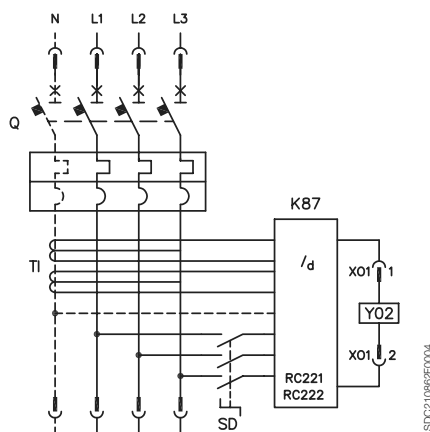 N L1 L2 L3
Q
K87
TI
/d
X01 1
Y02
X01 2
RC221
RC222
SD
SDC210862F0004